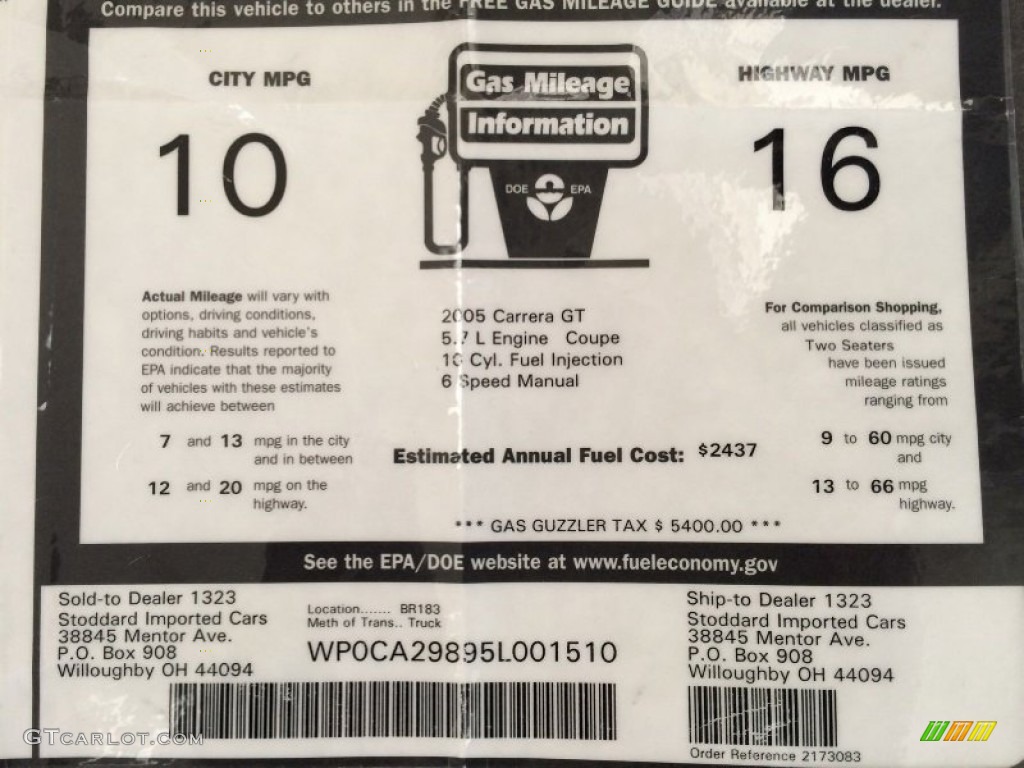 Compare this vehicle to others in the FREE GAS MILEAGE GUIDE available at the dealer.
CITY MPG
10
Gas Mileage
Information
DOE EPA
HIGHWAY MPG
16
Actual Mileage will vary with
options, driving conditions,
driving habits and vehicle's
condition. Results reported to
EPA indicate that the majority
of vehicles with these estimates
will achieve between
7 and 13 mpg in the city
and in between
12 and 20 mpg on the
highway.
2005 Carrera GT
5.7 L Engine Coupe
10 Cyl. Fuel Injection
6 Speed Manual
Estimated Annual Fuel Cost: $2437
For Comparison Shopping,
all vehicles classified as
Two Seaters
have been issued
mileage ratings
ranging from
9 to 60 mpg city
and
13 to 66 mpg
highway.
*** GAS GUZZLER TAX $ 5400.00 ***
See the EPA/DOE website at www.fueleconomy.gov
Sold-to Dealer 1323
Stoddard Imported Cars
38845 Mentor Ave.
P.O. Box 908
Willoughby OH 44094
Location....... BR183
Meth of Trans.. Truck
WP0CA29895L001510
Ship-to Dealer 1323
Stoddard Imported Cars
38845 Mentor Ave.
P.O. Box 908
Willoughby OH 44094
Order Reference 2173083
GTcarlot.com